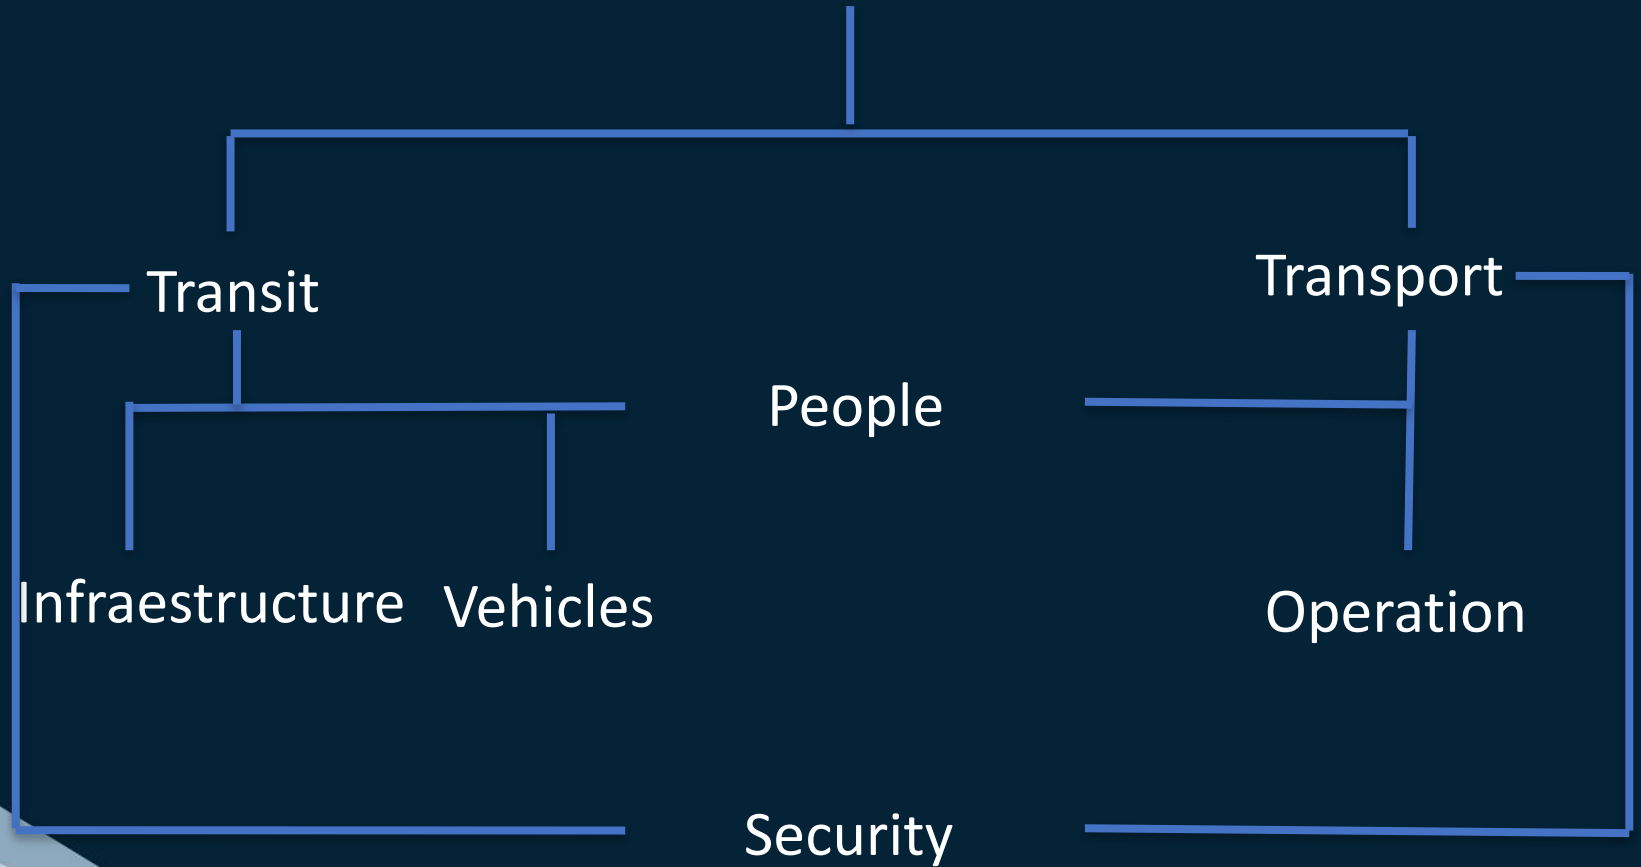 Transit
Transport
People
Infraestructure
Vehicles
Operation
Security